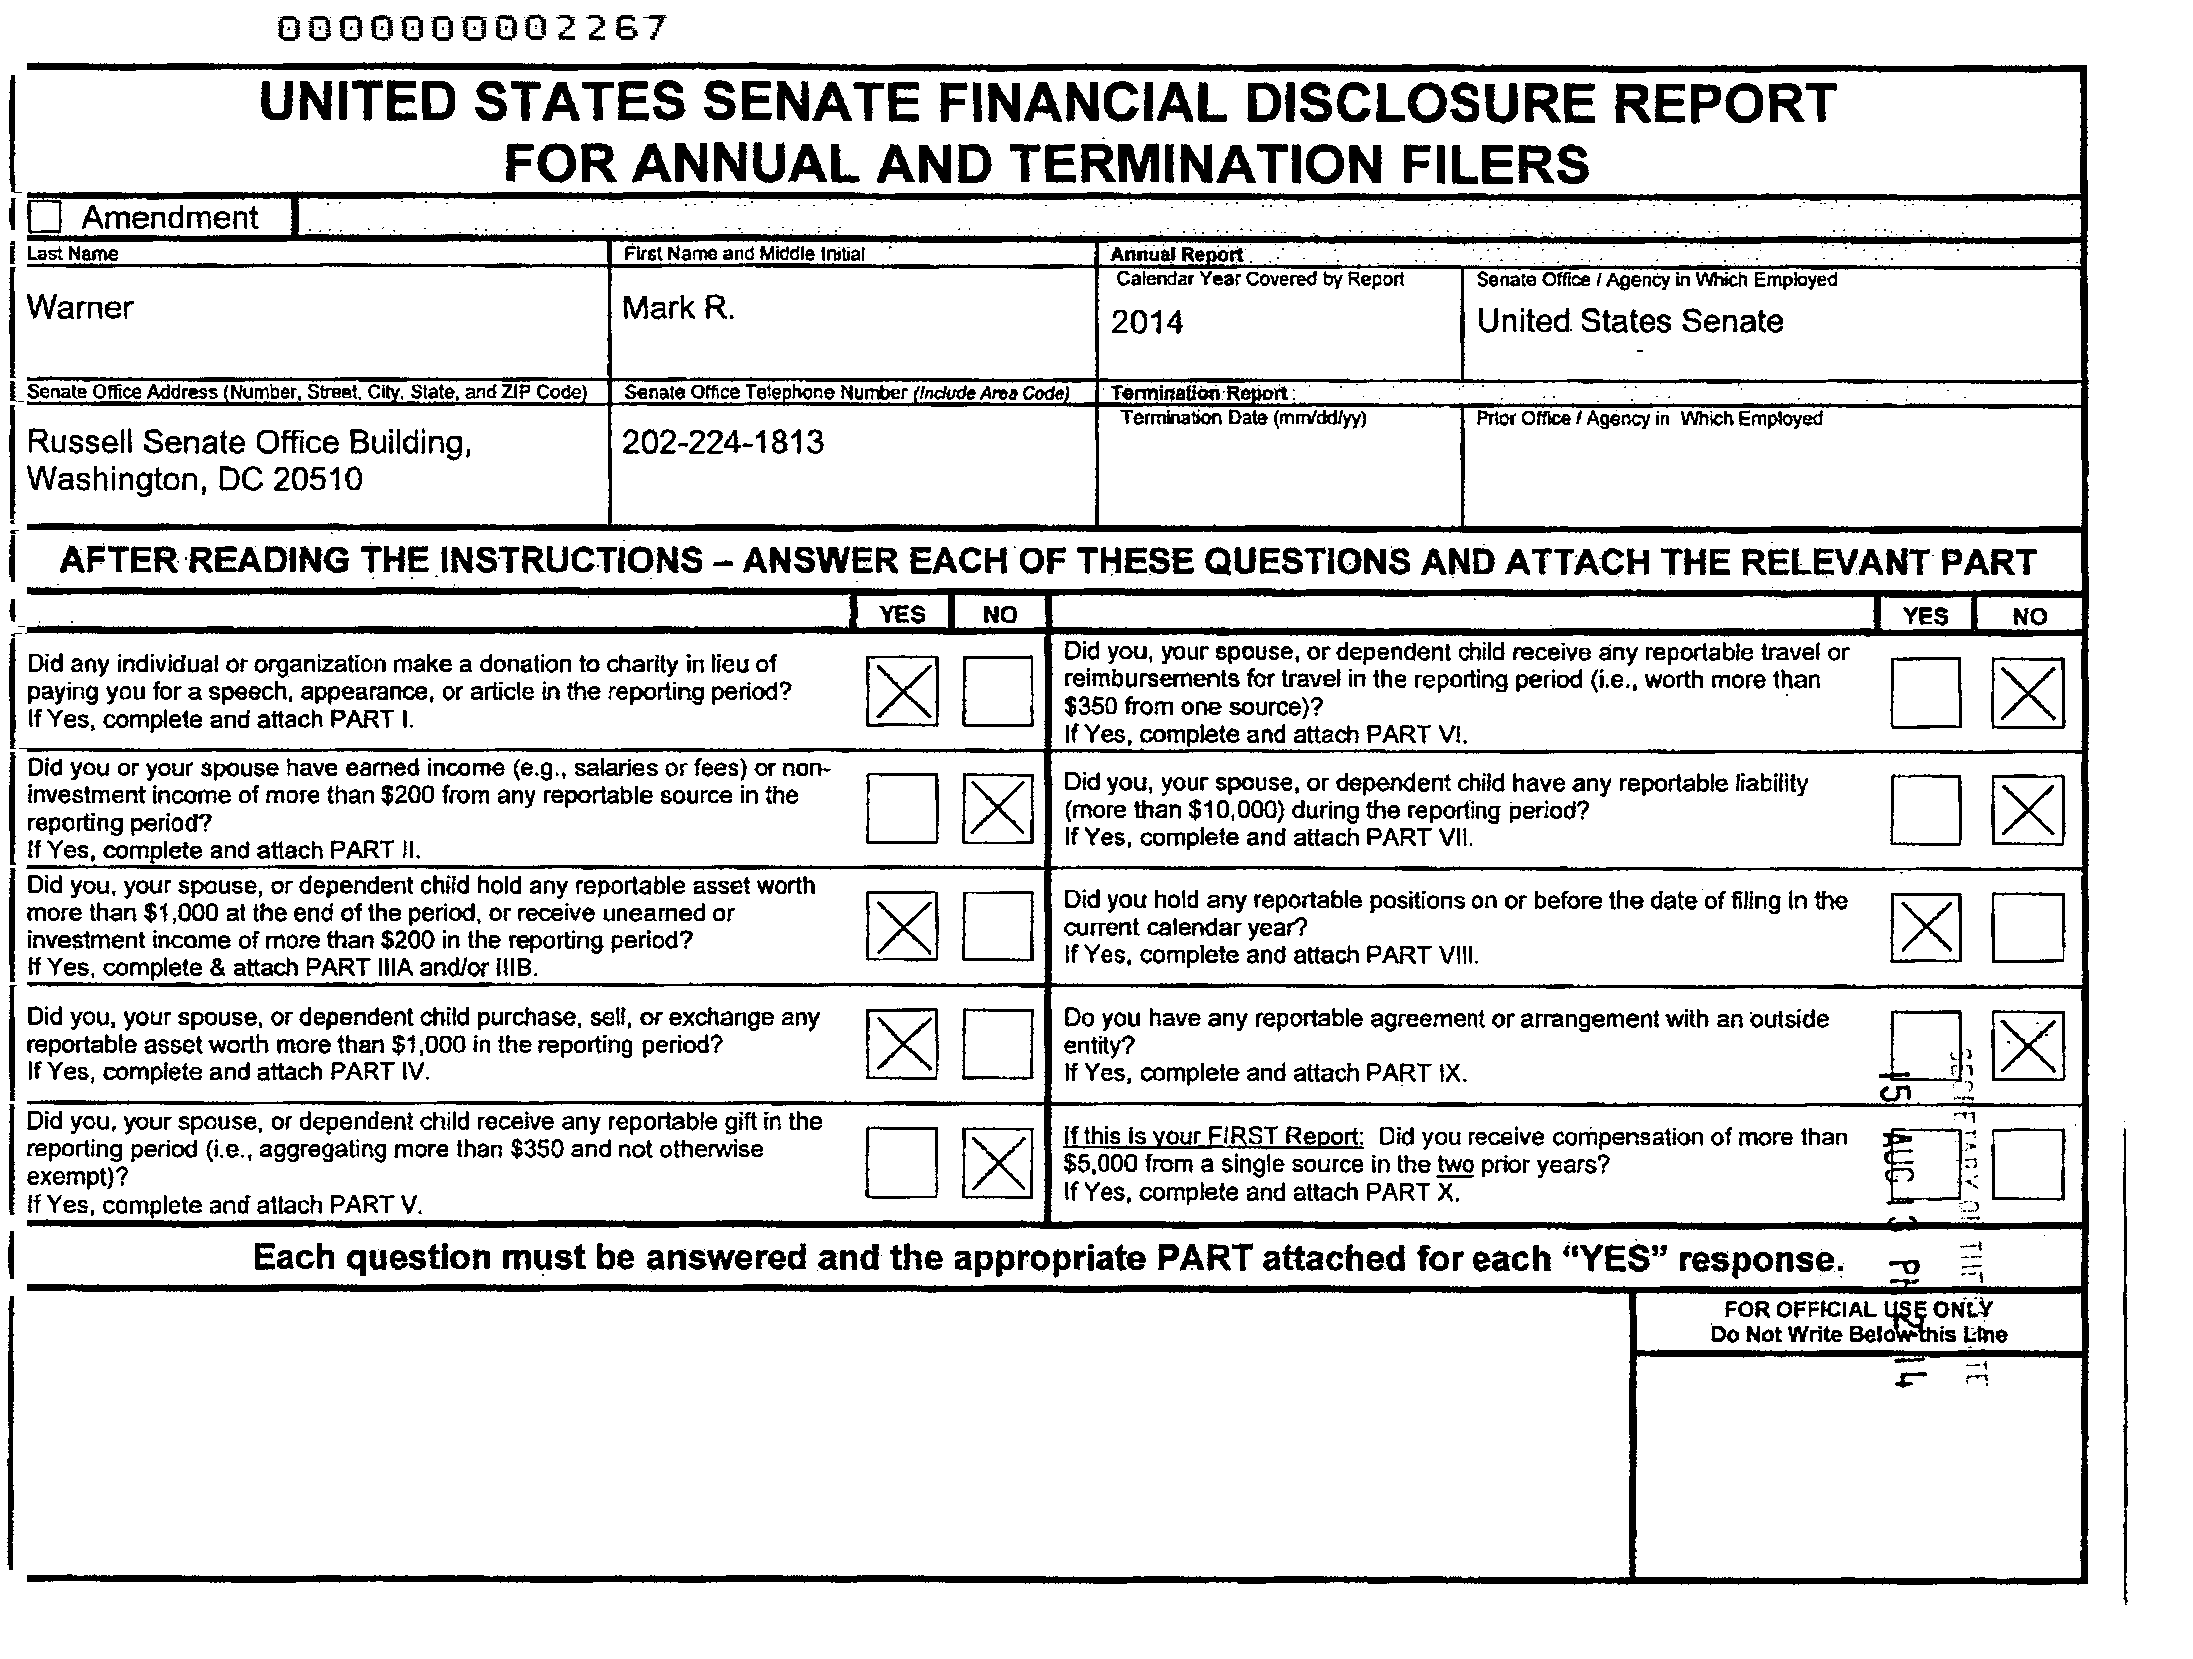 0000000002267
UNITED STATES SENATE FINANCIAL DISCLOSURE REPORT
FOR ANNUAL AND TERMINATION FILERS
Amendment
Last Name
Warner
First Name and Middle Initial
Mark R.
Annual Report
Calendar Year Covered by Report
2014
Senate Office / Agency in Which Employed
United States Senate
Senate Office Address (Number, Street, City, State, and ZIP Code)
Russell Senate Office Building,
Washington, DC 20510
Senate Office Telephone Number (Include Area Code)
202-224-1813
Termination Report
Termination Date (mm/dd/yy)
Prior Office / Agency in Which Employed
AFTER READING THE INSTRUCTIONS – ANSWER EACH OF THESE QUESTIONS AND ATTACH THE RELEVANT PART
YES NO
Did any individual or organization make a donation to charity in lieu of
paying you for a speech, appearance, or article in the reporting period?
If Yes, complete and attach PART I.
Did you or your spouse have earned income (e.g., salaries or fees) or non-
investment income of more than $200 from any reportable source in the
reporting period?
If Yes, complete and attach PART II.
Did you, your spouse, or dependent child hold any reportable asset worth
more than $1,000 at the end of the period, or receive unearned or
investment income of more than $200 in the reporting period?
If Yes, complete & attach PART IIIA and/or IIIB.
Did you, your spouse, or dependent child purchase, sell, or exchange any
reportable asset worth more than $1,000 in the reporting period?
If Yes, complete and attach PART IV.
Did you, your spouse, or dependent child receive any reportable gift in the
reporting period (i.e., aggregating more than $350 and not otherwise
exempt)?
If Yes, complete and attach PART V.
YES NO
Did you, your spouse, or dependent child receive any reportable travel or
reimbursements for travel in the reporting period (i.e., worth more than
$350 from one source)?
If Yes, complete and attach PART VI.
Did you, your spouse, or dependent child have any reportable liability
(more than $10,000) during the reporting period?
If Yes, complete and attach PART VII.
Did you hold any reportable positions on or before the date of filing in the
current calendar year?
If Yes, complete and attach PART VIII.
Do you have any reportable agreement or arrangement with an outside
entity?
If Yes, complete and attach PART IX.
If this is your FIRST Report: Did you receive compensation of more than
$5,000 from a single source in the two prior years?
If Yes, complete and attach PART X.
Each question must be answered and the appropriate PART attached for each “YES” response.
FOR OFFICIAL USE ONLY
Do Not Write Below this Line
AUG 13 PM